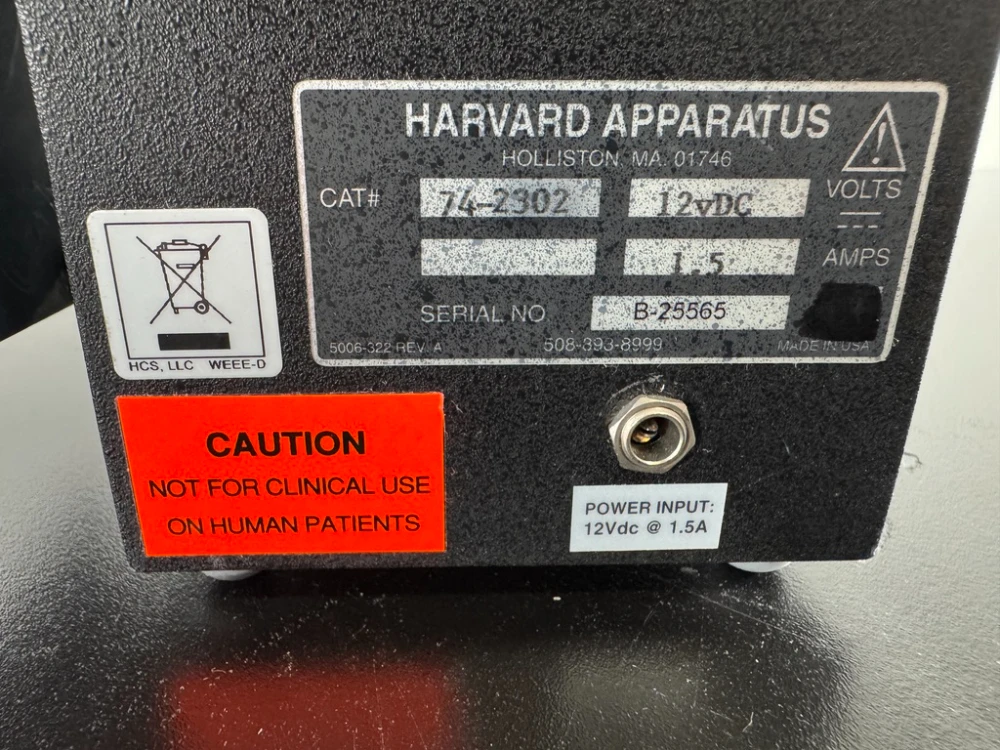 HARVARD APPARATUS
HOLLISTON, MA. 01746
CAT# 74-2302 12vDC VOLTS
1.5 AMPS
SERIAL NO B-25565
5006-322 REV. A 508-893-8999 MADE IN USA
HCS, LLC WEEE-D
CAUTION
NOT FOR CLINICAL USE
ON HUMAN PATIENTS
POWER INPUT:
12Vdc @ 1.5A